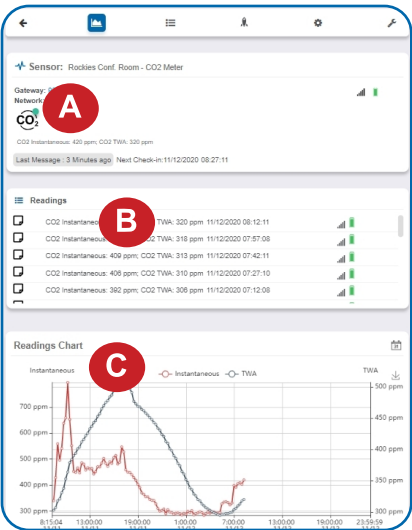 Sensor: Rockies Conf. Room - CO2 Meter
Gateway:
Network
A
CO2
CO2 Instantaneous: 420 ppm; CO2 TWA: 320 ppm
Last Message : 3 Minutes ago Next Check-in:11/12/2020 08:27:11
Readings
B
CO2 Instantaneous TWA: 320 ppm 11/12/2020 08:12:11
CO2 Instantaneous TWA: 318 ppm 11/12/2020 07:57:08
CO2 Instantaneous: 409 ppm; CO2 TWA: 313 ppm 11/12/2020 07:42:11
CO2 Instantaneous: 406 ppm; CO2 TWA: 310 ppm 11/12/2020 07:27:10
CO2 Instantaneous: 392 ppm; CO2 TWA: 306 ppm 11/12/2020 07:12:08
Readings Chart
C
Instantaneous Instantaneous TWA TWA
500 ppm
700 ppm
450 ppm
600 ppm
400 ppm
500 ppm
350 ppm
400 ppm
300 ppm 300 ppm
8:15:04 13:00:00 19:00:00 1:00:00 7:00:00 13:00:00 19:00:00 23:59:59